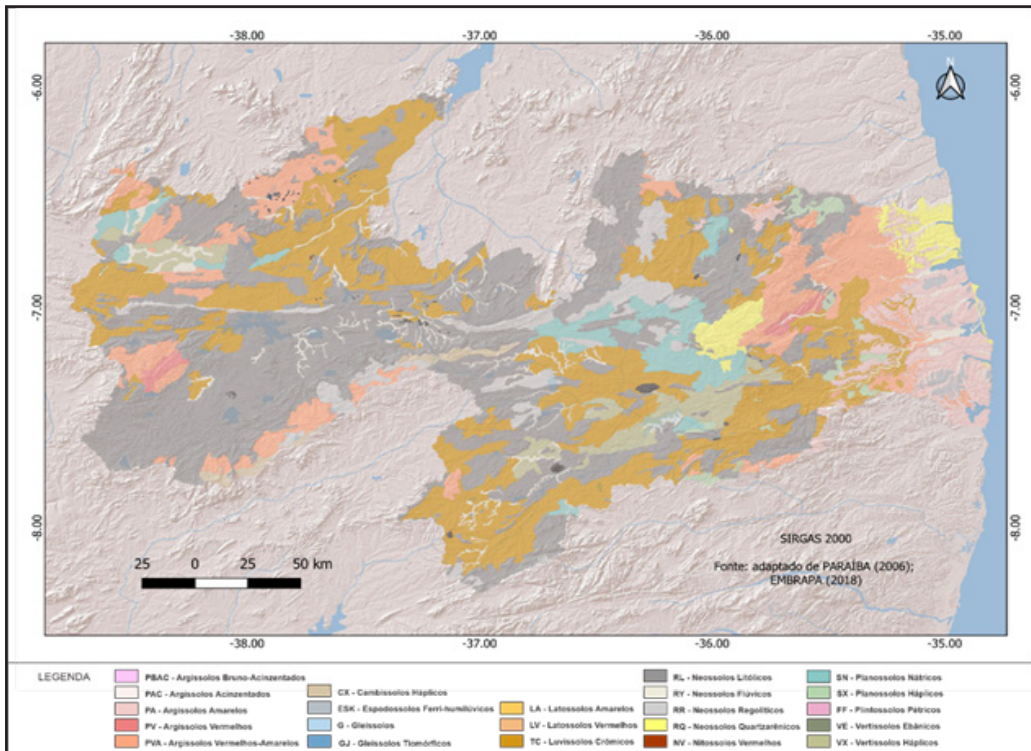 -38.00 -37.00 -36.00 -35.00
N
-6.00 -6.00
-7.00 -7.00
-8.00 -8.00
SIRGAS 2000
Fonte: adaptado de PARAÍBA (2006);
EMBRAPA (2018)
25 0 25 50 km
-38.00 -37.00 -36.00 -35.00
LEGENDA
PBAC - Argissolos Bruno-Acinzentados
PAC - Argissolos Acinzentados
PA - Argissolos Amarelos
PV - Argissolos Vermelhos
PVA - Argissolos Vermelhos-Amarelos
CX - Cambissolos Háplicos
ESK - Espodossolos Ferri-humilúvicos
G - Gleissolos
GJ - Gleissolos Tiomórficos
LA - Latossolos Amarelos
LV - Latossolos Vermelhos
TC - Luvissolos Crômicos
RL - Neossolos Litólicos
RY - Neossolos Flúvicos
RR - Neossolos Regolíticos
RQ - Neossolos Quartzarênicos
NV - Nitossolos Vermelhos
SN - Planossolos Nátricos
SX - Planossolos Háplicos
FF - Plintossolos Pétricos
VE - Vertissolos Ebânicos
VX - Vertissolos Háplicos